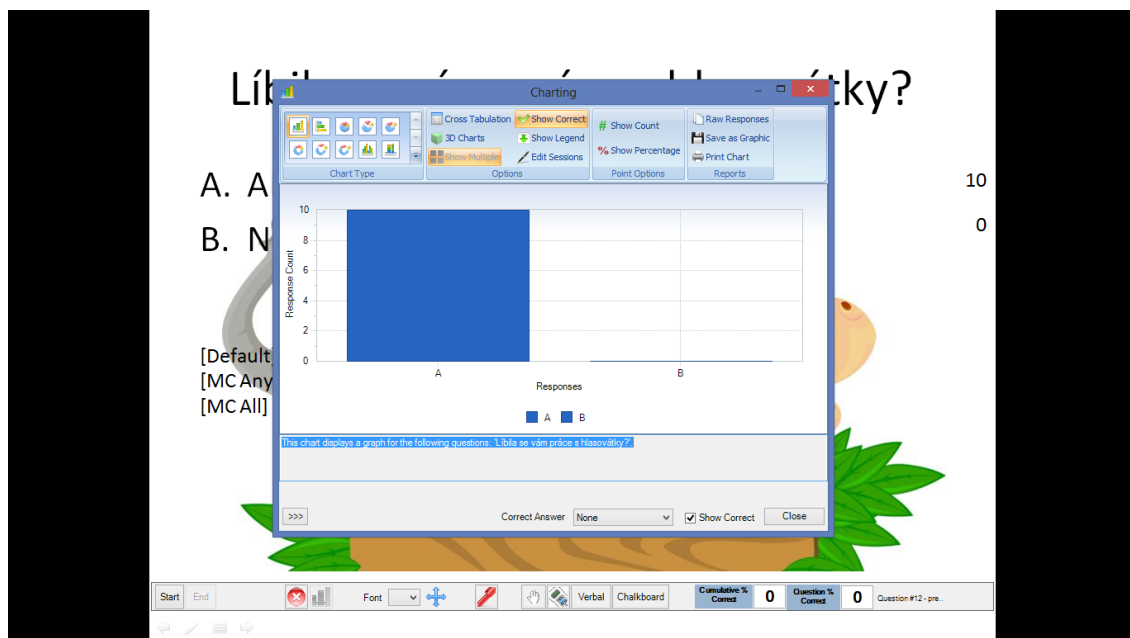 Líb
tky?
Charting
Cross Tabulation
Show Correct
3D Charts
Show Legend
Show Multiple
Edit Sessions
# Show Count
% Show Percentage
Raw Responses
Save as Graphic
Print Chart
Chart Type
Options
Point Options
Reports
A. A
10
B. N
0
10
8
6
4
2
0
Response Count
A
B
Responses
A
B
[Default]
[MC Any
[MC All]
This chart displays a graph for the following questions: 'Líbila se vám práce s hlasovátky?'.
>>>
Correct Answer
None
Show Correct
Close
Start
End
Font
Verbal
Chalkboard
Cumulative % Correct
0
Question % Correct
0
Question #12 - pre..